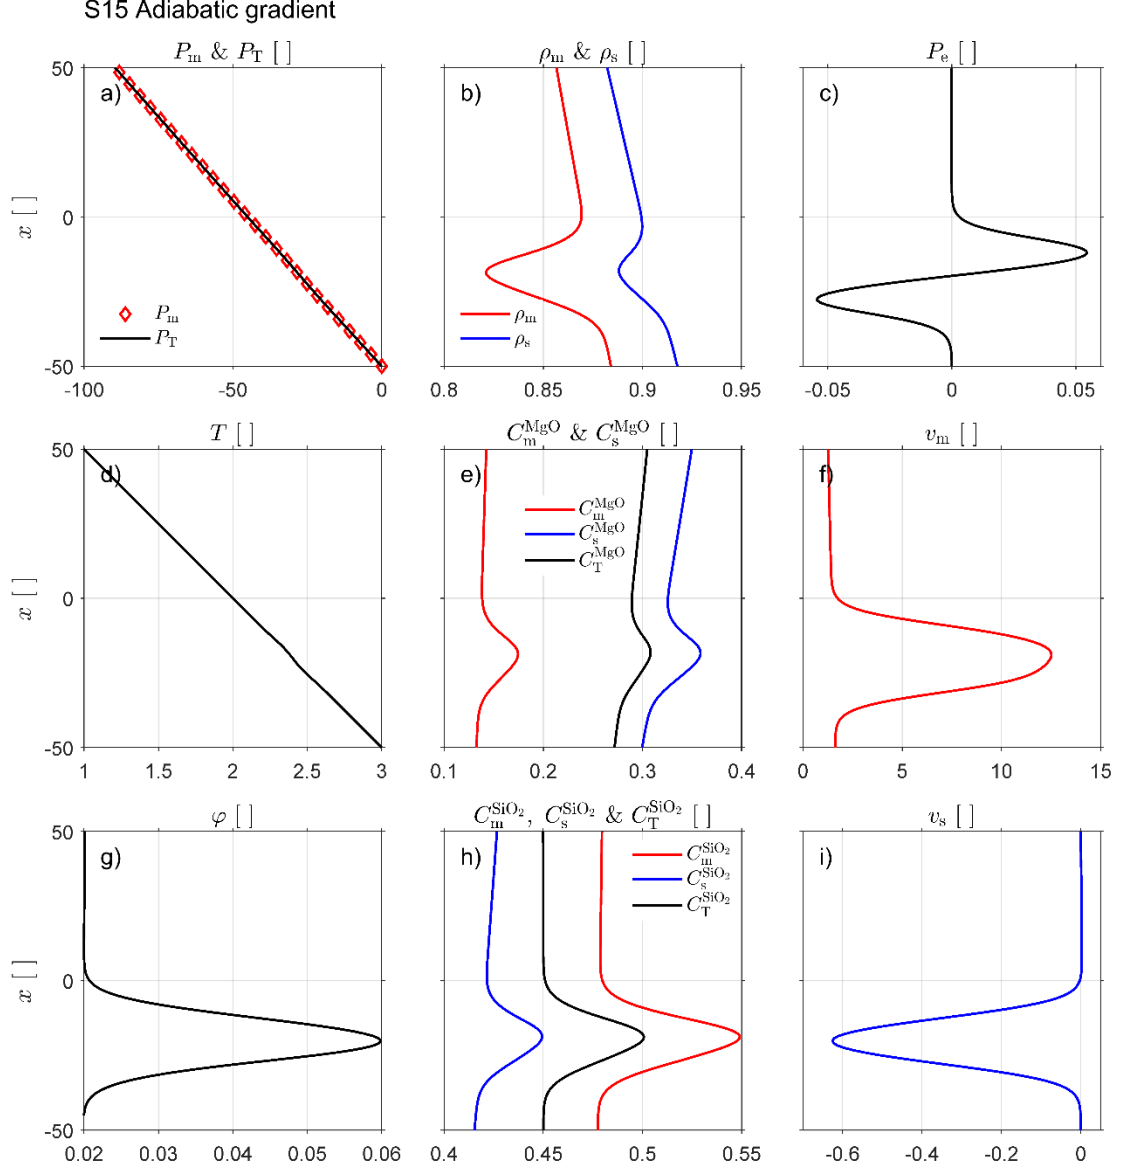 S15 Adiabatic gradient
P_m & P_T [ ]
ρ_m & ρ_s [ ]
P_e [ ]
50
0
-50
x [ ]
a)
P_m
P_T
-100 -50 0
b)
ρ_m
ρ_s
0.8 0.85 0.9 0.95
c)
-0.05 0 0.05
T [ ]
C_m^MgO & C_s^MgO [ ]
v_m [ ]
50
0
-50
x [ ]
d)
1 1.5 2 2.5 3
e)
C_m^MgO
C_s^MgO
C_T^MgO
0.1 0.2 0.3 0.4
f)
0 5 10 15
φ [ ]
C_m^SiO₂, C_s^SiO₂ & C_T^SiO₂ [ ]
v_s [ ]
50
0
-50
x [ ]
g)
0.02 0.03 0.04 0.05 0.06
h)
C_m^SiO₂
C_s^SiO₂
C_T^SiO₂
0.4 0.45 0.5 0.55
i)
-0.6 -0.4 -0.2 0